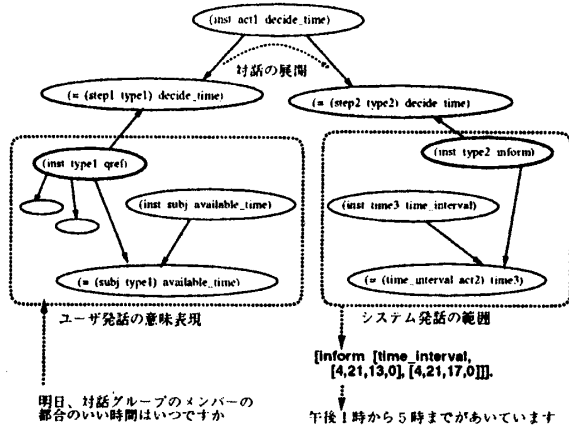 (inst act1 decide_time)
対話の展開
(= (step1 type1) decide_time)
(= (step2 type2) decide time)
(inst type1 qref)
(inst type2 inform)
(inst subj available_time)
(inst time3 time_interval)
(= (subj type1) available_time)
(= (time_interval act2) time3)
ユーザ発話の意味表現
システム発話の範囲
[inform [time_interval,
[4,21,13,0], [4,21,17,0]]].
明日、対話グループのメンバーの
都合のいい時間はいつですか
午後1時から5時までがあいています